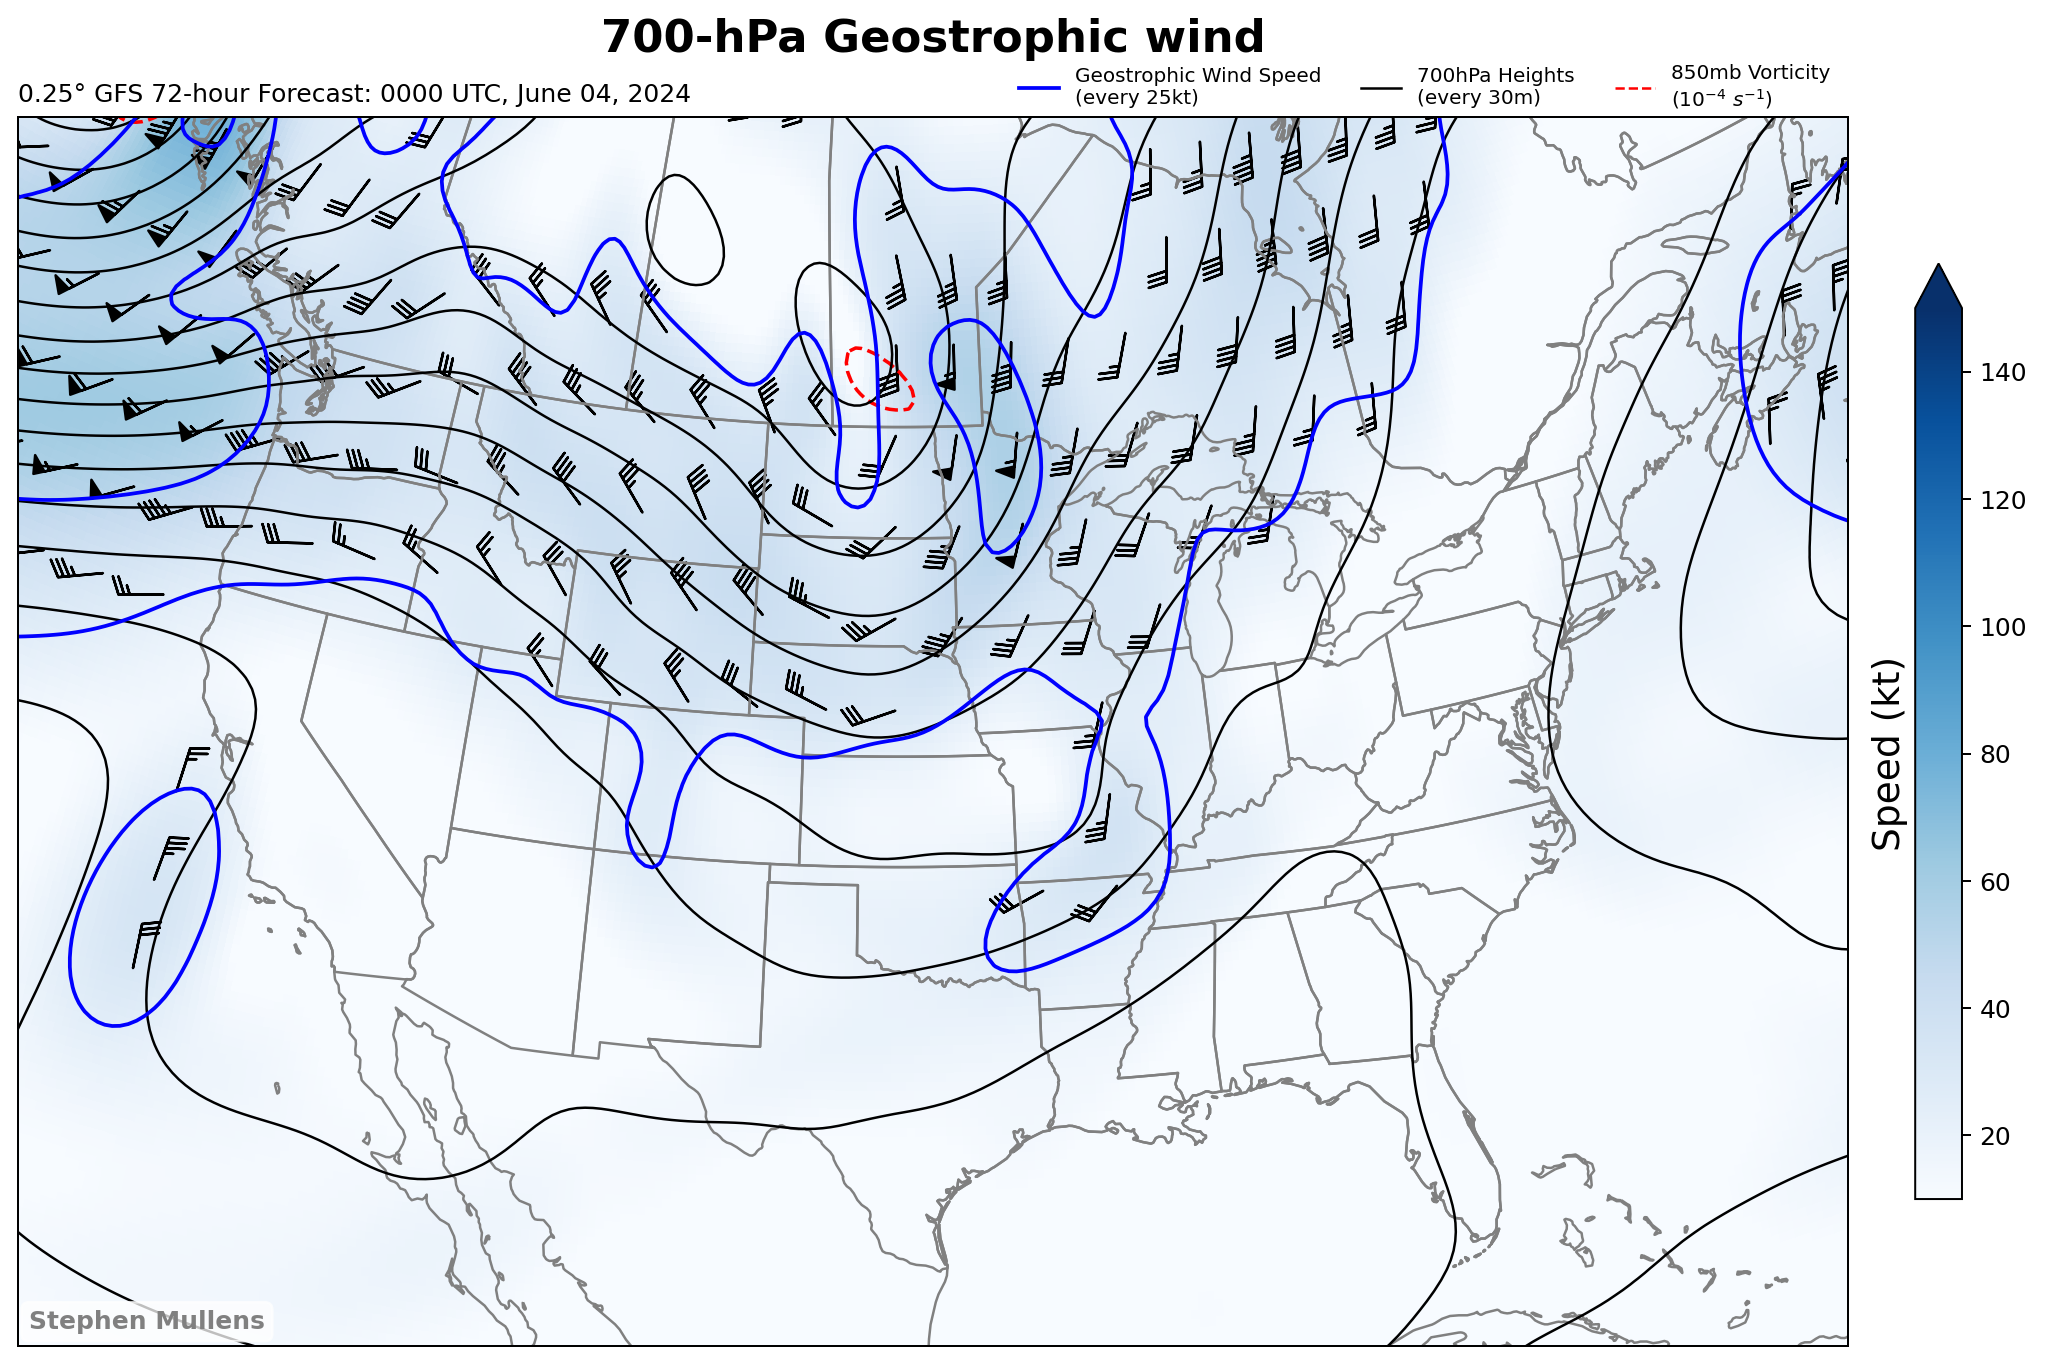 700-hPa Geostrophic wind
0.25° GFS 72-hour Forecast: 0000 UTC, June 04, 2024
Geostrophic Wind Speed
(every 25kt)
700hPa Heights
(every 30m)
850mb Vorticity
(10⁻⁴ s⁻¹)
140
120
100
80
60
40
20
Speed (kt)
Stephen Mullens